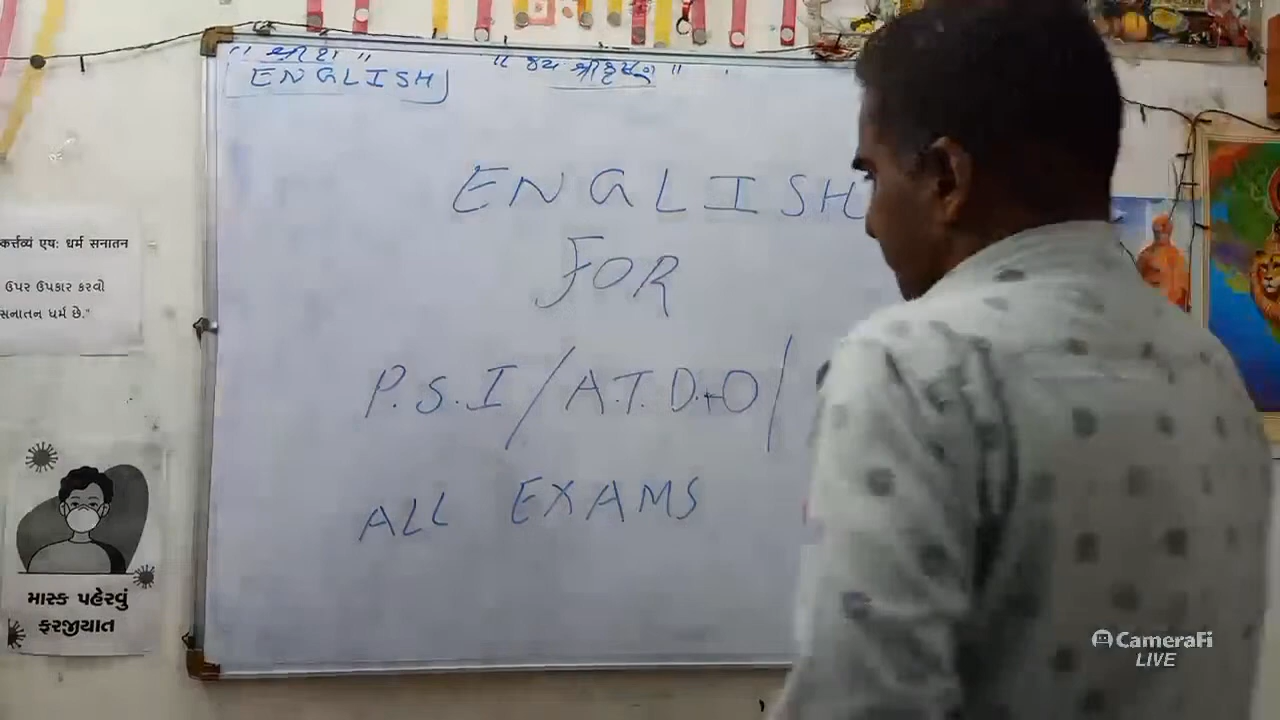 " શ્રી ૧| "
" જય શ્રી કૃષ્ણ "
ENGLISH
ENGLISH
FOR
P.S.I / A.T.D.O /
ALL EXAMS
કર્ત્તવ્યં એષ: ધર્મ સનાતન
ઉપર ઉપકાર કરવો
સનાતન ધર્મ છે."
માસ્ક પહેરવું
ફરજીયાત
CameraFi
LIVE